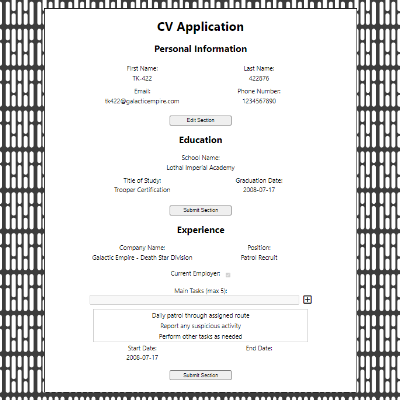 CV Application
Personal Information
First Name: Last Name:
TK-422 422676
Email: Phone Number:
tk422@galacticempire.com 1234567890
Edit Section
Education
School Name:
Lothal Imperial Academy
Title of Study: Graduation Date:
Trooper Certification 2008-07-17
Submit Section
Experience
Company Name: Position:
Galactic Empire - Death Star Division Patrol Recruit
Current Employer:
Main Tasks (max 5):
Daily patrol through assigned route
Report any suspicious activity
Perform other tasks as needed
Start Date: End Date:
2008-07-17
Submit Section